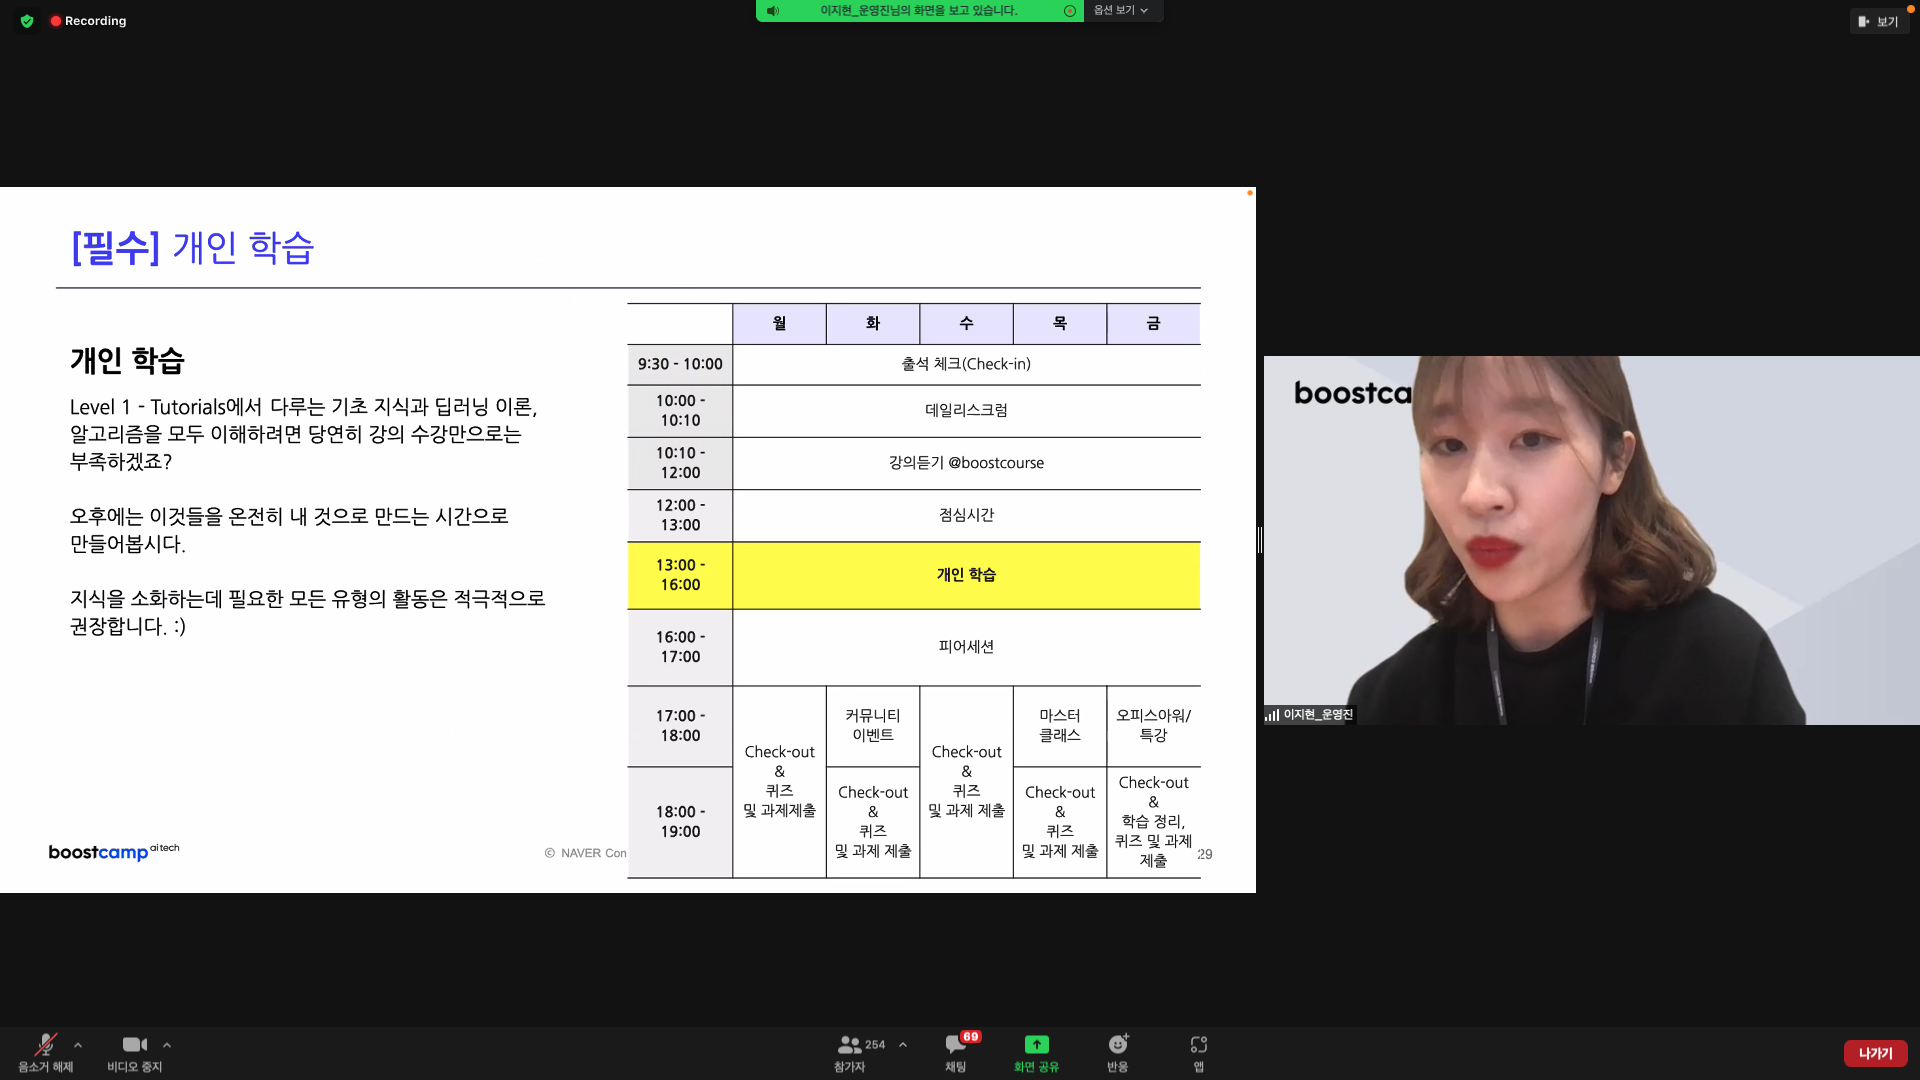 Recording
이지현_운영진님의 화면을 보고 있습니다.
옵션 보기
보기
[필수] 개인 학습
개인 학습
Level 1 - Tutorials에서 다루는 기초 지식과 딥러닝 이론,
알고리즘을 모두 이해하려면 당연히 강의 수강만으로는
부족하겠죠?
오후에는 이것들을 온전히 내 것으로 만드는 시간으로
만들어봅시다.
지식을 소화하는데 필요한 모든 유형의 활동은 적극적으로
권장합니다. :)
월 화 수 목 금
9:30 - 10:00 출석 체크(Check-in)
10:00 -
10:10
데일리스크럼
10:10 -
12:00
강의듣기 @boostcourse
12:00 -
13:00
점심시간
13:00 -
16:00
개인 학습
16:00 -
17:00
피어세션
17:00 -
18:00
18:00 -
19:00
Check-out
&
퀴즈
및 과제제출
커뮤니티
이벤트
Check-out
&
퀴즈
및 과제 제출
Check-out
&
퀴즈
및 과제 제출
마스터
클래스
Check-out
&
퀴즈
및 과제 제출
오피스아워/
특강
Check-out
&
학습 정리,
퀴즈 및 과제
제출
boostcamp ai tech
© NAVER Con
29
boostca
이지현_운영진
음소거 해제
비디오 중지
254
참가자
69
채팅
화면 공유
반응
앱
나가기